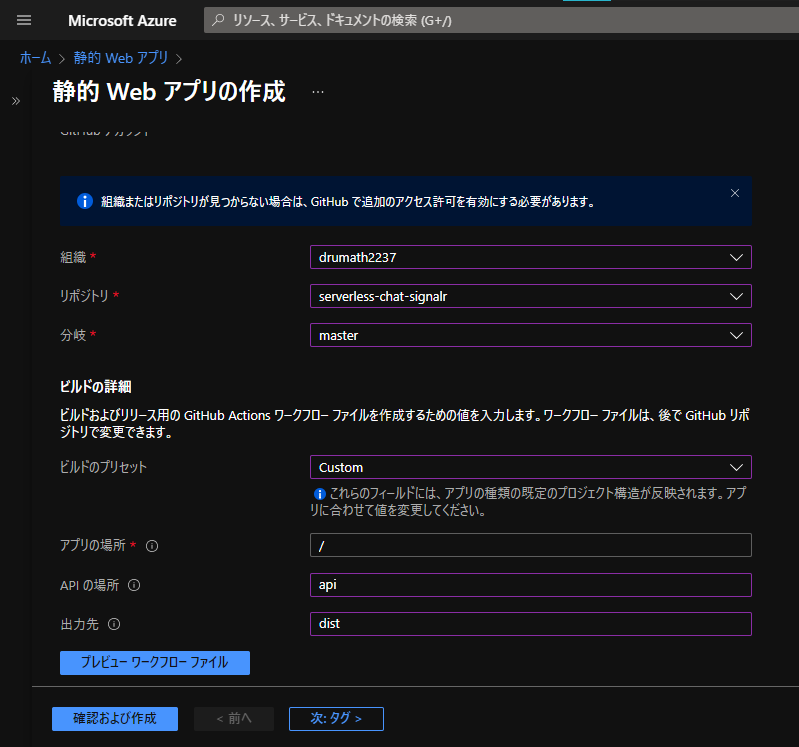 Microsoft Azure
リソース、サービス、ドキュメントの検索 (G+/)
ホーム > 静的 Web アプリ >
静的 Web アプリの作成 …
GitHub アカウント
組織またはリポジトリが見つからない場合は、GitHub で追加のアクセス許可を有効にする必要があります。
組織 * drumath2237
リポジトリ * serverless-chat-signalr
分岐 * master
ビルドの詳細
ビルドおよびリリース用の GitHub Actions ワークフロー ファイルを作成するための値を入力します。ワークフロー ファイルは、後で GitHub リポ
ジトリで変更できます。
ビルドのプリセット Custom
これらのフィールドには、アプリの種類の既定のプロジェクト構造が反映されます。アプ
リに合わせて値を変更してください。
アプリの場所 * /
API の場所 api
出力先 dist
プレビュー ワークフロー ファイル
確認および作成 < 前へ 次: タグ >